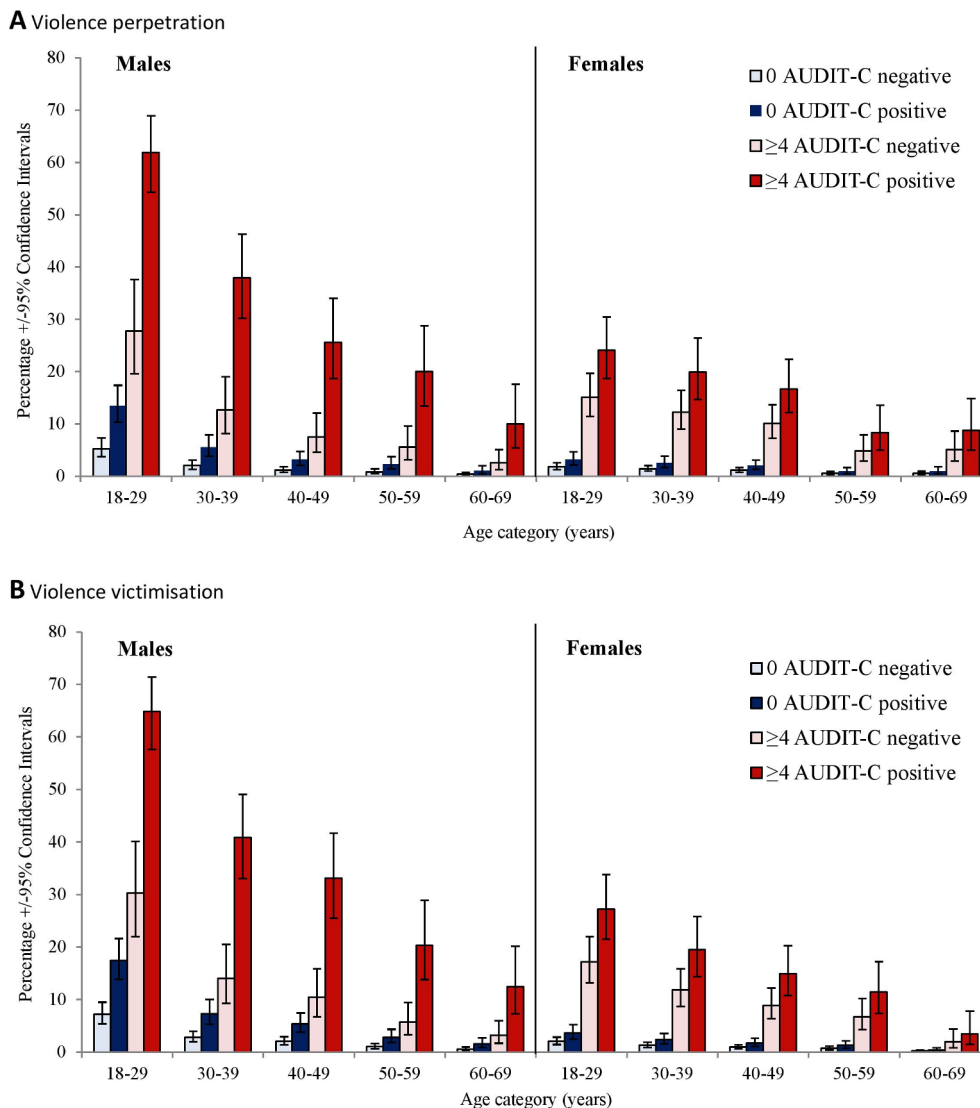 A Violence perpetration
Males
Females
0 AUDIT-C negative
0 AUDIT-C positive
≥4 AUDIT-C negative
≥4 AUDIT-C positive
Percentage +/-95% Confidence Intervals
80
70
60
50
40
30
20
10
0
18-29 30-39 40-49 50-59 60-69 18-29 30-39 40-49 50-59 60-69
Age category (years)
B Violence victimisation
Males
Females
0 AUDIT-C negative
0 AUDIT-C positive
≥4 AUDIT-C negative
≥4 AUDIT-C positive
Percentage +/-95% Confidence Intervals
80
70
60
50
40
30
20
10
0
18-29 30-39 40-49 50-59 60-69 18-29 30-39 40-49 50-59 60-69
Age category (years)